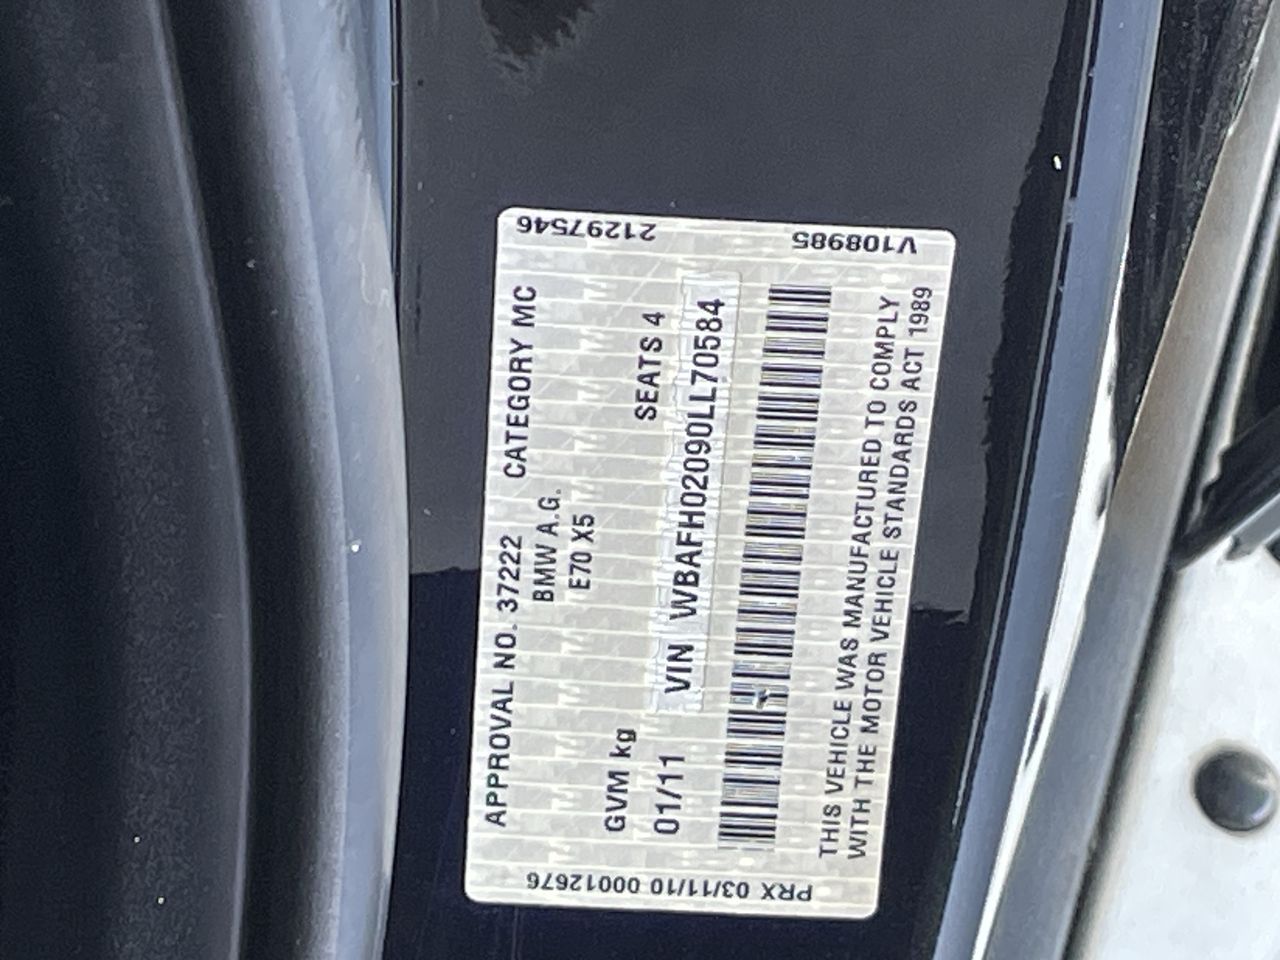 APPROVAL NO. 37222 CATEGORY MC
BMW A.G.
E70 X5
GVM kg SEATS 4
01/11 VIN WBAFH02090LL70584
THIS VEHICLE WAS MANUFACTURED TO COMPLY
WITH THE MOTOR VEHICLE STANDARDS ACT 1989
21297546 V108985
PRX 03/11/10 00012676